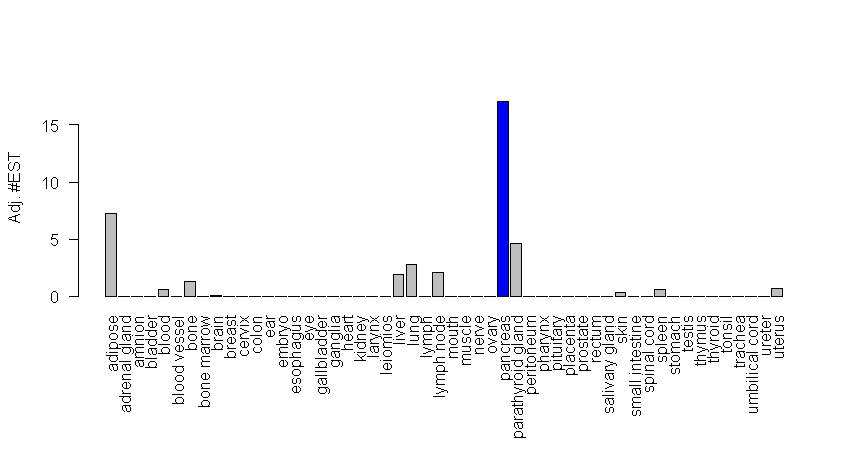 Adj. #EST
15
10
5
0
adipose
adrenal gland
amnion
bladder
blood
blood vessel
bone
bone marrow
brain
breast
cervix
colon
ear
embryo
esophagus
eye
gallbladder
ganglia
heart
kidney
larynx
leiomios
liver
lung
lymph
lymph node
mouth
muscle
nerve
ovary
pancreas
parathyroid gland
peritoneum
pharynx
pituitary
placenta
prostate
rectum
salivary gland
skin
small intestine
spinal cord
spleen
stomach
testis
thymus
thyroid
tonsil
trachea
umbilical cord
ureter
uterus